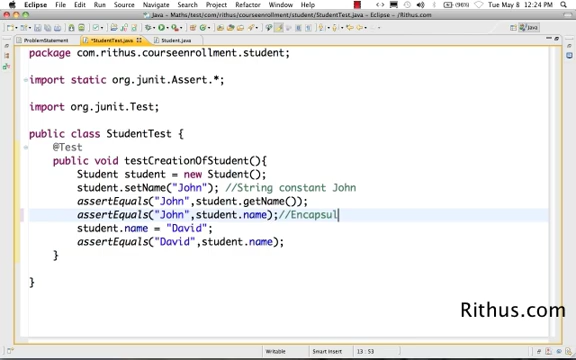 Eclipse File Edit Source Refactor Navigate Search Project Run Window Help (96%) Tue May 8 12:24 PM
Java - Maths/test/com/rithus/courseenrollment/student/StudentTest.java - Eclipse - /Rithus.com
Java
ProblemStatement *StudentTest.java Student.java
package com.rithus.courseenrollment.student;
import static org.junit.Assert.*;
import org.junit.Test;
public class StudentTest {
@Test
public void testCreationOfStudent(){
Student student = new Student();
student.setName("John"); //String constant John
assertEquals("John",student.getName());
assertEquals("John",student.name);//Encapsul
student.name = "David";
assertEquals("David",student.name);
}
}
Rithus.com
Writable Smart Insert 13 : 53